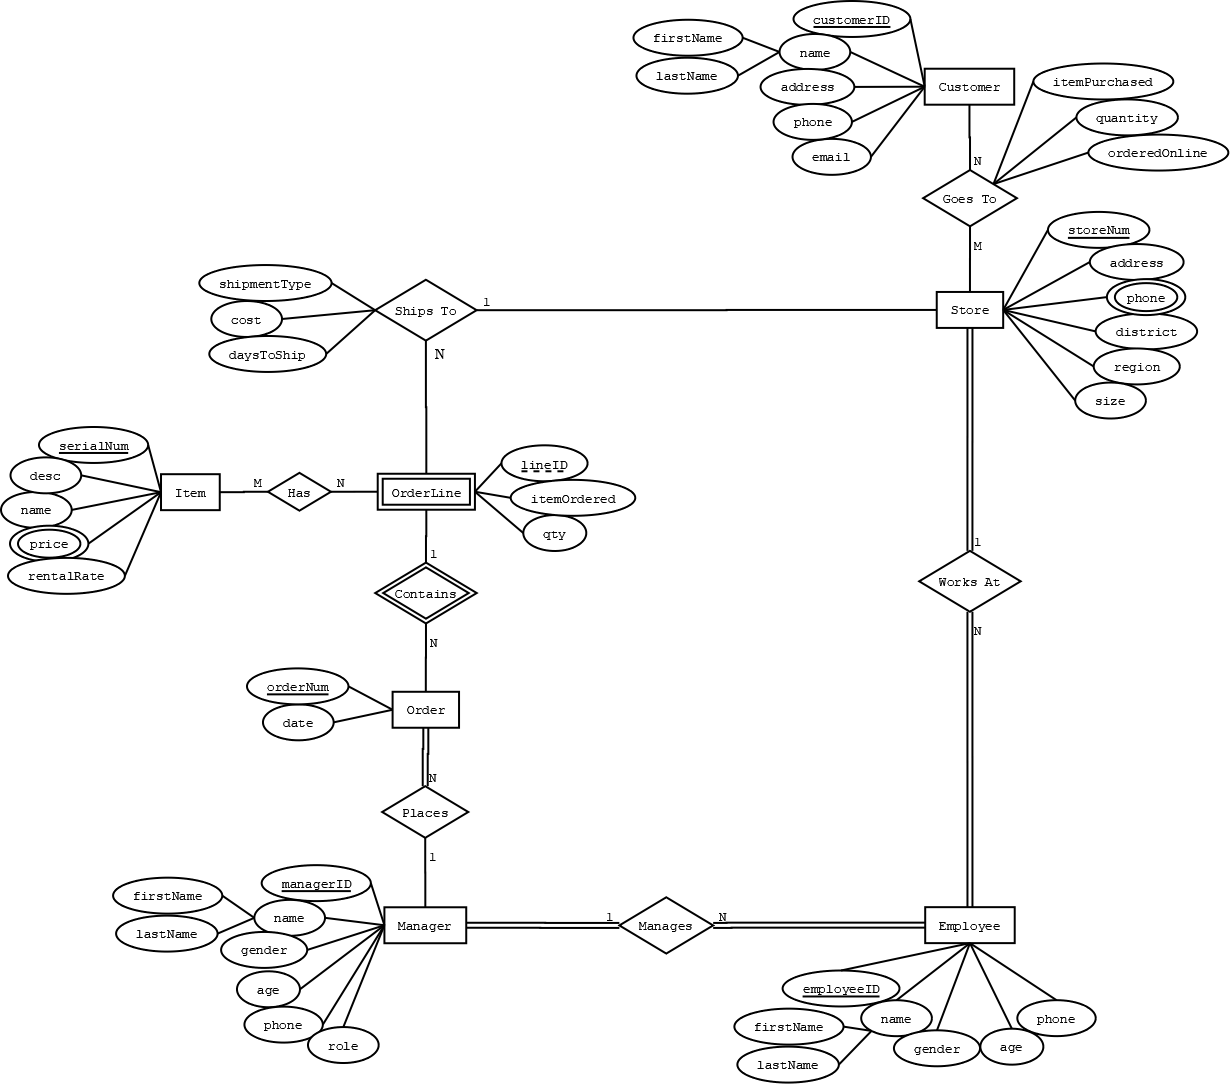 customerID
firstName
name
lastName
address
phone
email
Customer
itemPurchased
quantity
orderedOnline
N
Goes To
M
storeNum
address
phone
district
region
size
Store
shipmentType
cost
daysToShip
Ships To
1
N
serialNum
desc
name
price
rentalRate
Item
M
Has
N
OrderLine
lineID
itemOrdered
qty
1
Contains
N
1
Works At
N
orderNum
date
Order
N
Places
1
managerID
firstName
name
lastName
gender
age
phone
role
Manager
1
Manages
N
Employee
employeeID
name
firstName
lastName
gender
age
phone